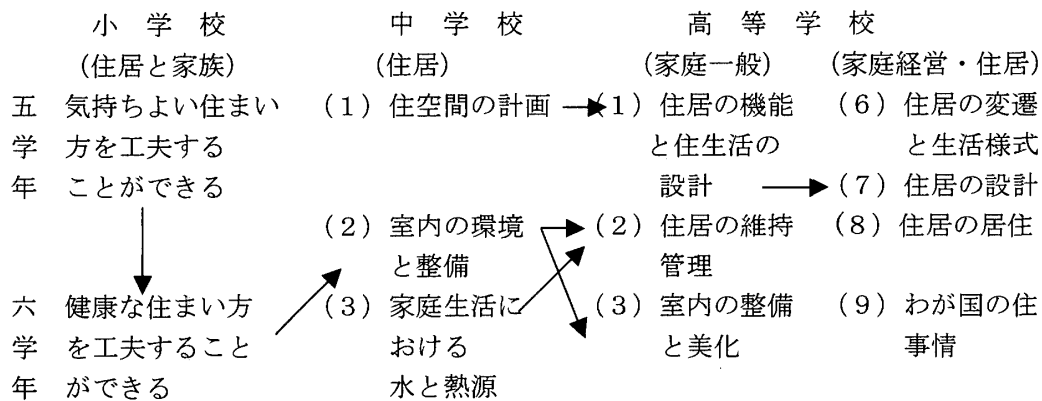 小学校 中学校 高等学校
(住居と家族) (住居) (家庭一般) (家庭経営・住居)
五 気持ちよい住まい (1)住空間の計画 (1)住居の機能 (6)住居の変遷
学 方を工夫する と住生活の と生活様式
年 ことができる 設計 (7)住居の設計
(2)室内の環境 (2)住居の維持 (8)住居の居住
と整備 管理
六 健康な住まい方 (3)家庭生活に (3)室内の整備 (9)わが国の住
学 を工夫すること おける と美化 事情
年 ができる 水と熱源